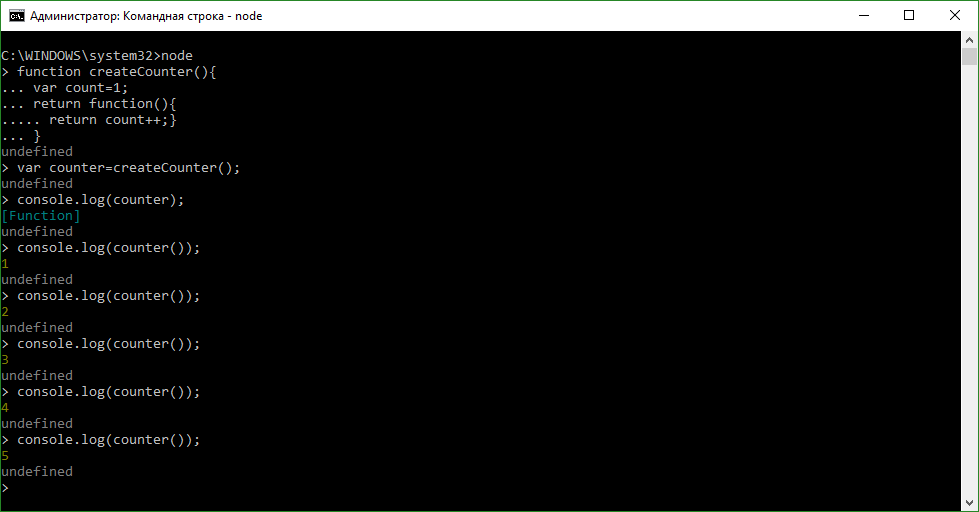 Администратор: Командная строка - node
C:\WINDOWS\system32>node
> function createCounter(){
... var count=1;
... return function(){
..... return count++;}
... }
undefined
> var counter=createCounter();
undefined
> console.log(counter);
[Function]
undefined
> console.log(counter());
1
undefined
> console.log(counter());
2
undefined
> console.log(counter());
3
undefined
> console.log(counter());
4
undefined
> console.log(counter());
5
undefined
>